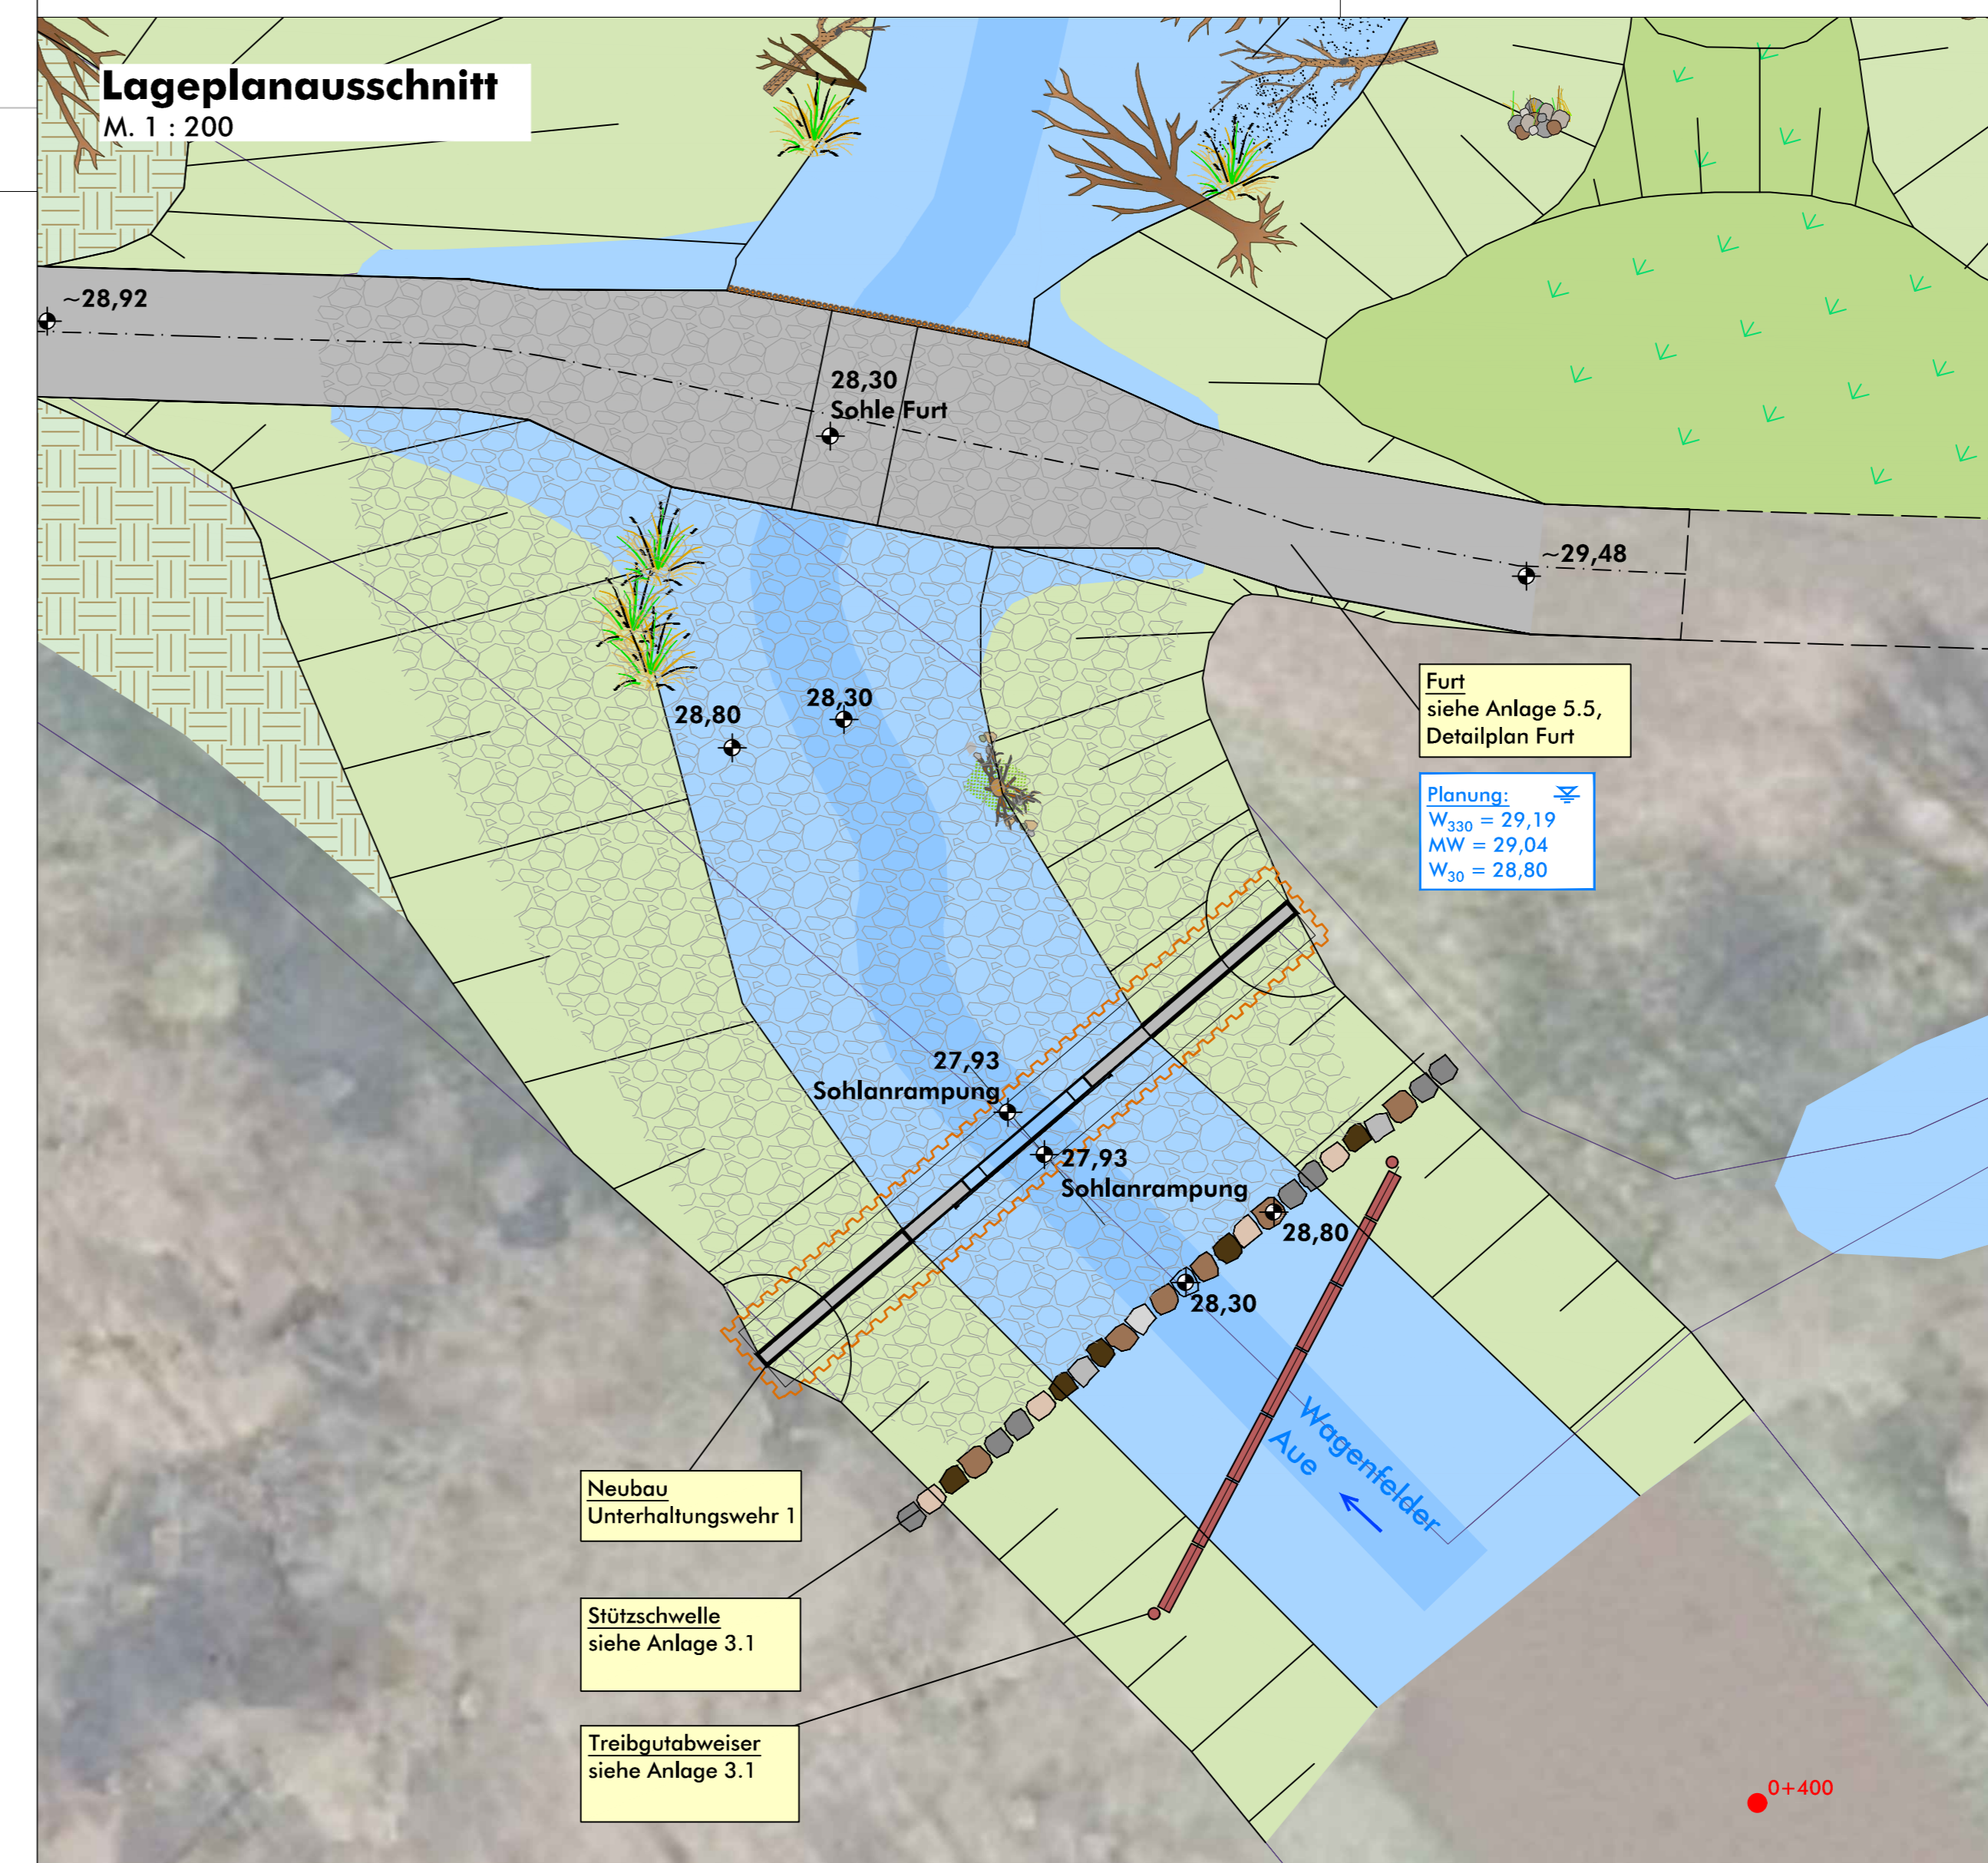 Lageplanausschnitt
M. 1 : 200
~28,92
28,30
Sohle Furt
~29,48
Furt
siehe Anlage 5.5,
Detailplan Furt
28,30
28,80
Planung:
W330 = 29,19
MW = 29,04
W30 = 28,80
27,93
Sohlanrampung
27,93
Sohlanrampung
28,80
28,30
Wagenfelder
Aue
Neubau
Unterhaltungswehr 1
Stützschwelle
siehe Anlage 3.1
Treibgutabweiser
siehe Anlage 3.1
0+400